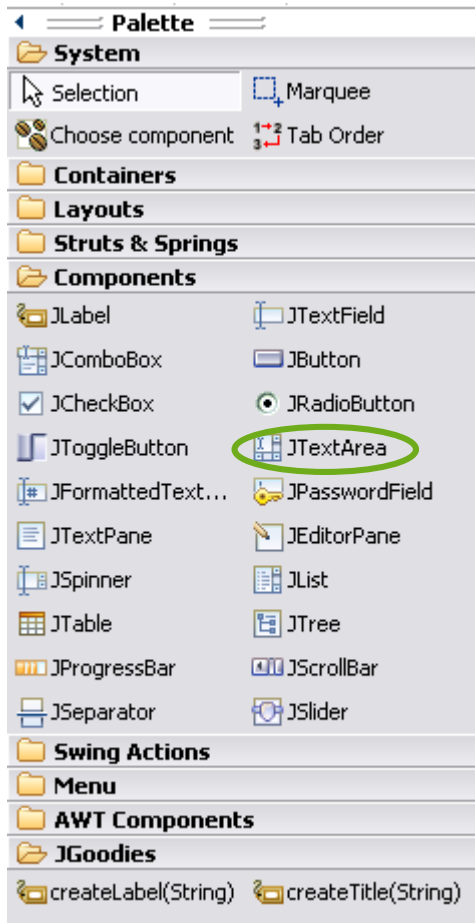 Palette
System
Selection Marquee
Choose component Tab Order
Containers
Layouts
Struts & Springs
Components
JLabel JTextField
JComboBox JButton
JCheckBox JRadioButton
JToggleButton JTextArea
JFormattedText... JPasswordField
JTextPane JEditorPane
JSpinner JList
JTable JTree
JProgressBar JScrollBar
JSeparator JSlider
Swing Actions
Menu
AWT Components
JGoodies
createLabel(String) createTitle(String)